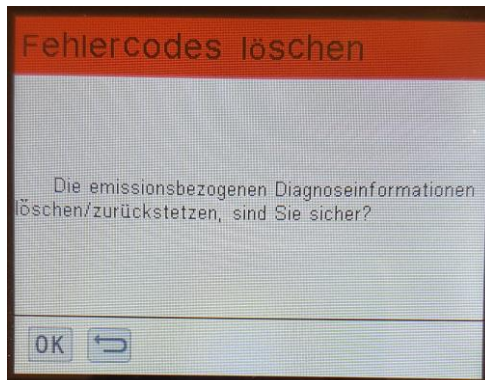 Fehlercodes löschen
Die emissionsbezogenen Diagnoseinformationen
löschen/zurückstetzen, sind Sie sicher?
OK